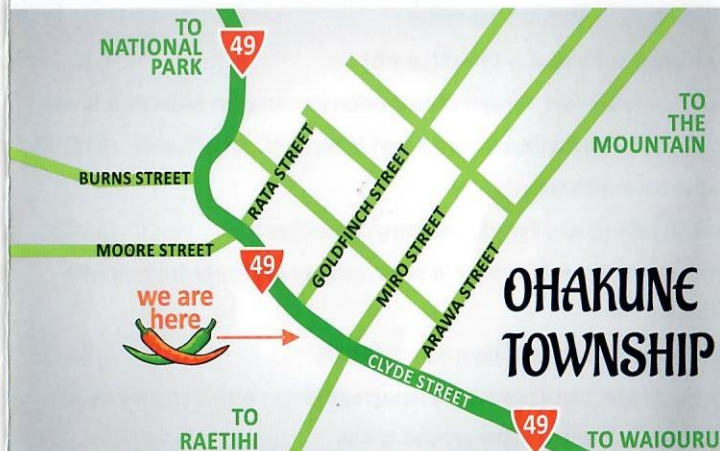 TO
NATIONAL
PARK
49
TO
THE
MOUNTAIN
BURNS STREET
RATA STREET
MOORE STREET
GOLDFINCH STREET
MIRO STREET
ARAWA STREET
49
we are
here
OHAKUNE
TOWNSHIP
CLYDE STREET
TO
RAETIHI
49
TO WAIOURU